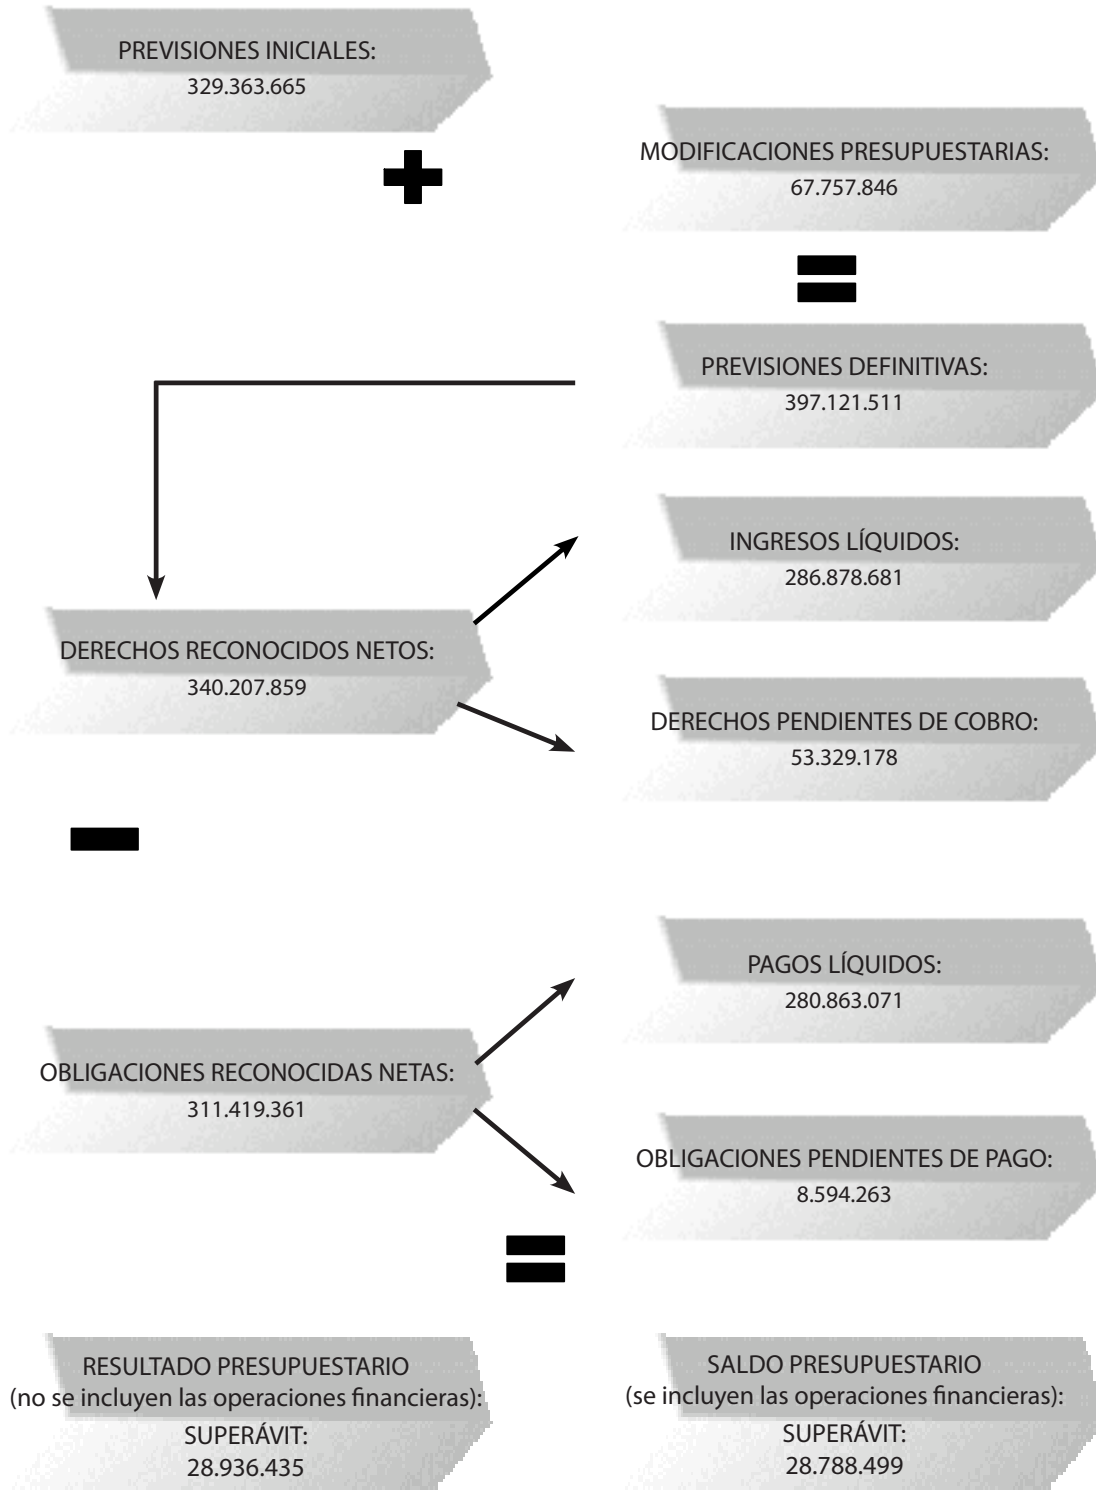 PREVISIONES INICIALES:
329.363.665
MODIFICACIONES PRESUPUESTARIAS:
67.757.846
PREVISIONES DEFINITIVAS:
397.121.511
INGRESOS LÍQUIDOS:
286.878.681
DERECHOS RECONOCIDOS NETOS:
340.207.859
DERECHOS PENDIENTES DE COBRO:
53.329.178
PAGOS LÍQUIDOS:
280.863.071
OBLIGACIONES RECONOCIDAS NETAS:
311.419.361
OBLIGACIONES PENDIENTES DE PAGO:
8.594.263
RESULTADO PRESUPUESTARIO
(no se incluyen las operaciones financieras):
SUPERÁVIT:
28.936.435
SALDO PRESUPUESTARIO
(se incluyen las operaciones financieras):
SUPERÁVIT:
28.788.499